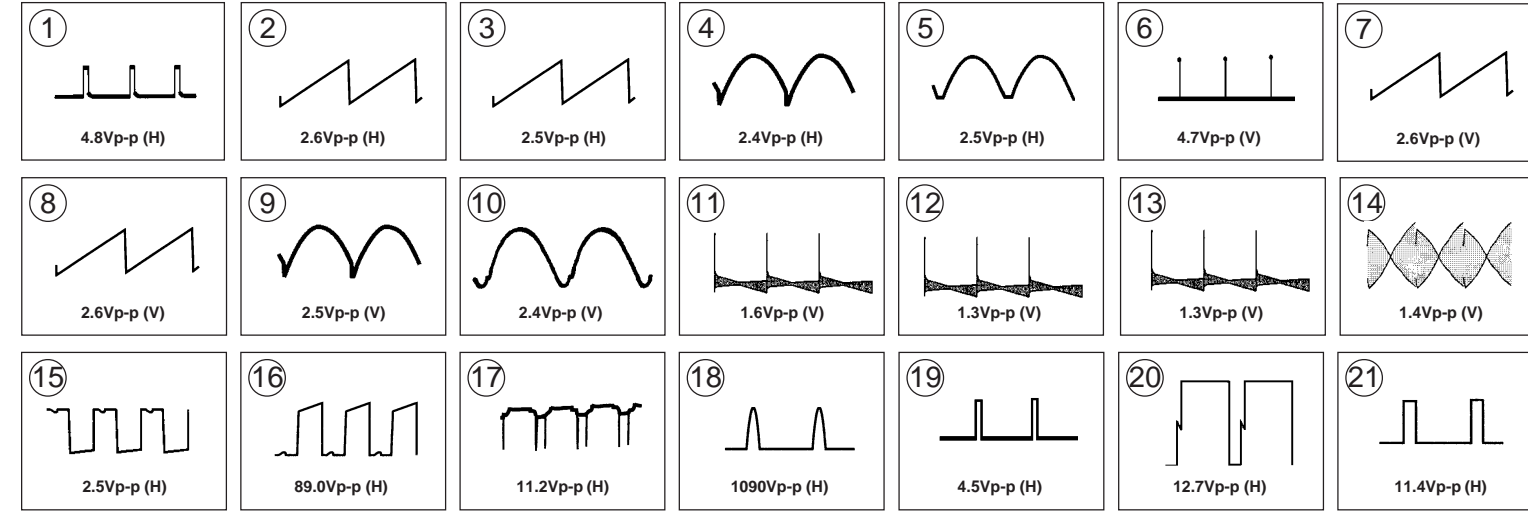 1
4.8Vp-p (H)
2
2.6Vp-p (H)
3
2.5Vp-p (H)
4
2.4Vp-p (H)
5
2.5Vp-p (H)
6
4.7Vp-p (V)
7
2.6Vp-p (V)
8
2.6Vp-p (V)
9
2.5Vp-p (V)
10
2.4Vp-p (V)
11
1.6Vp-p (V)
12
1.3Vp-p (V)
13
1.3Vp-p (V)
14
1.4Vp-p (V)
15
2.5Vp-p (H)
16
89.0Vp-p (H)
17
11.2Vp-p (H)
18
1090Vp-p (H)
19
4.5Vp-p (H)
20
12.7Vp-p (H)
21
11.4Vp-p (H)